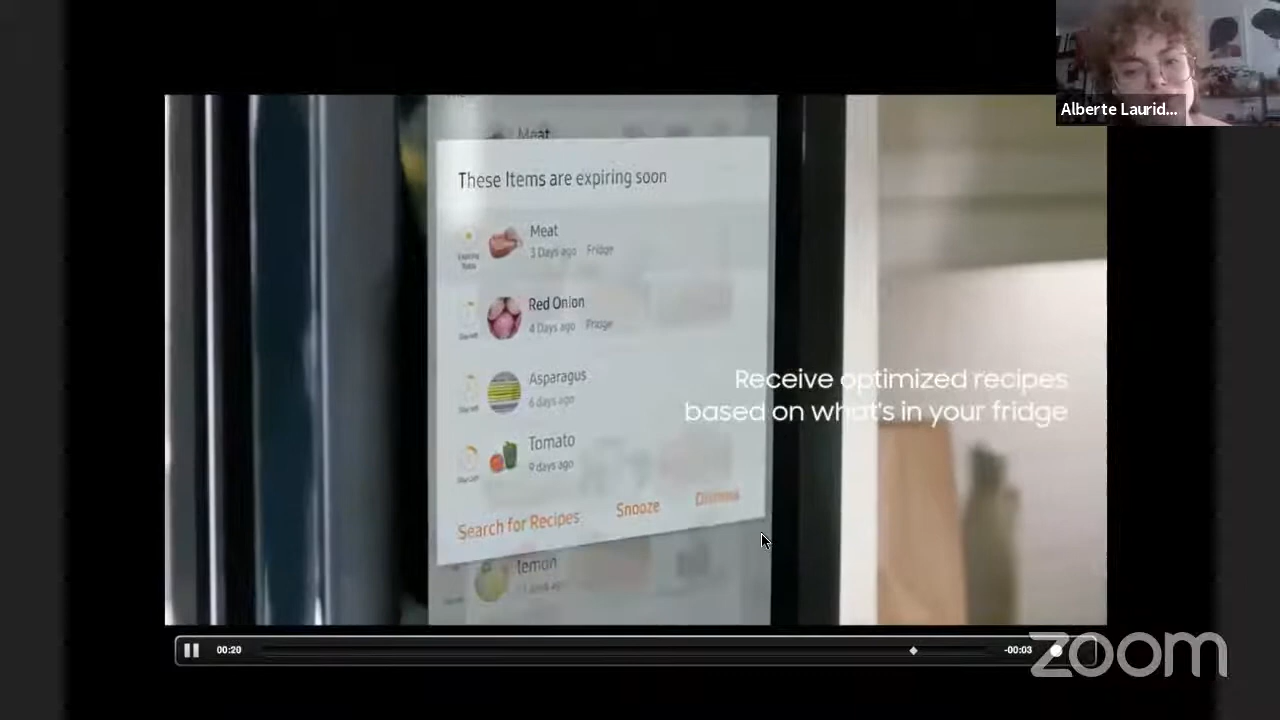 Alberte Laurid...
Meat
These Items are expiring soon
Meat
3 Days ago Fridge
Red Onion
4 Days ago Fridge
Asparagus
6 days ago
Tomato
9 days ago
Receive optimized recipes
based on what's in your fridge
Search for Recipes Snooze Dismiss
lemon
00:20
-00:03
zoom